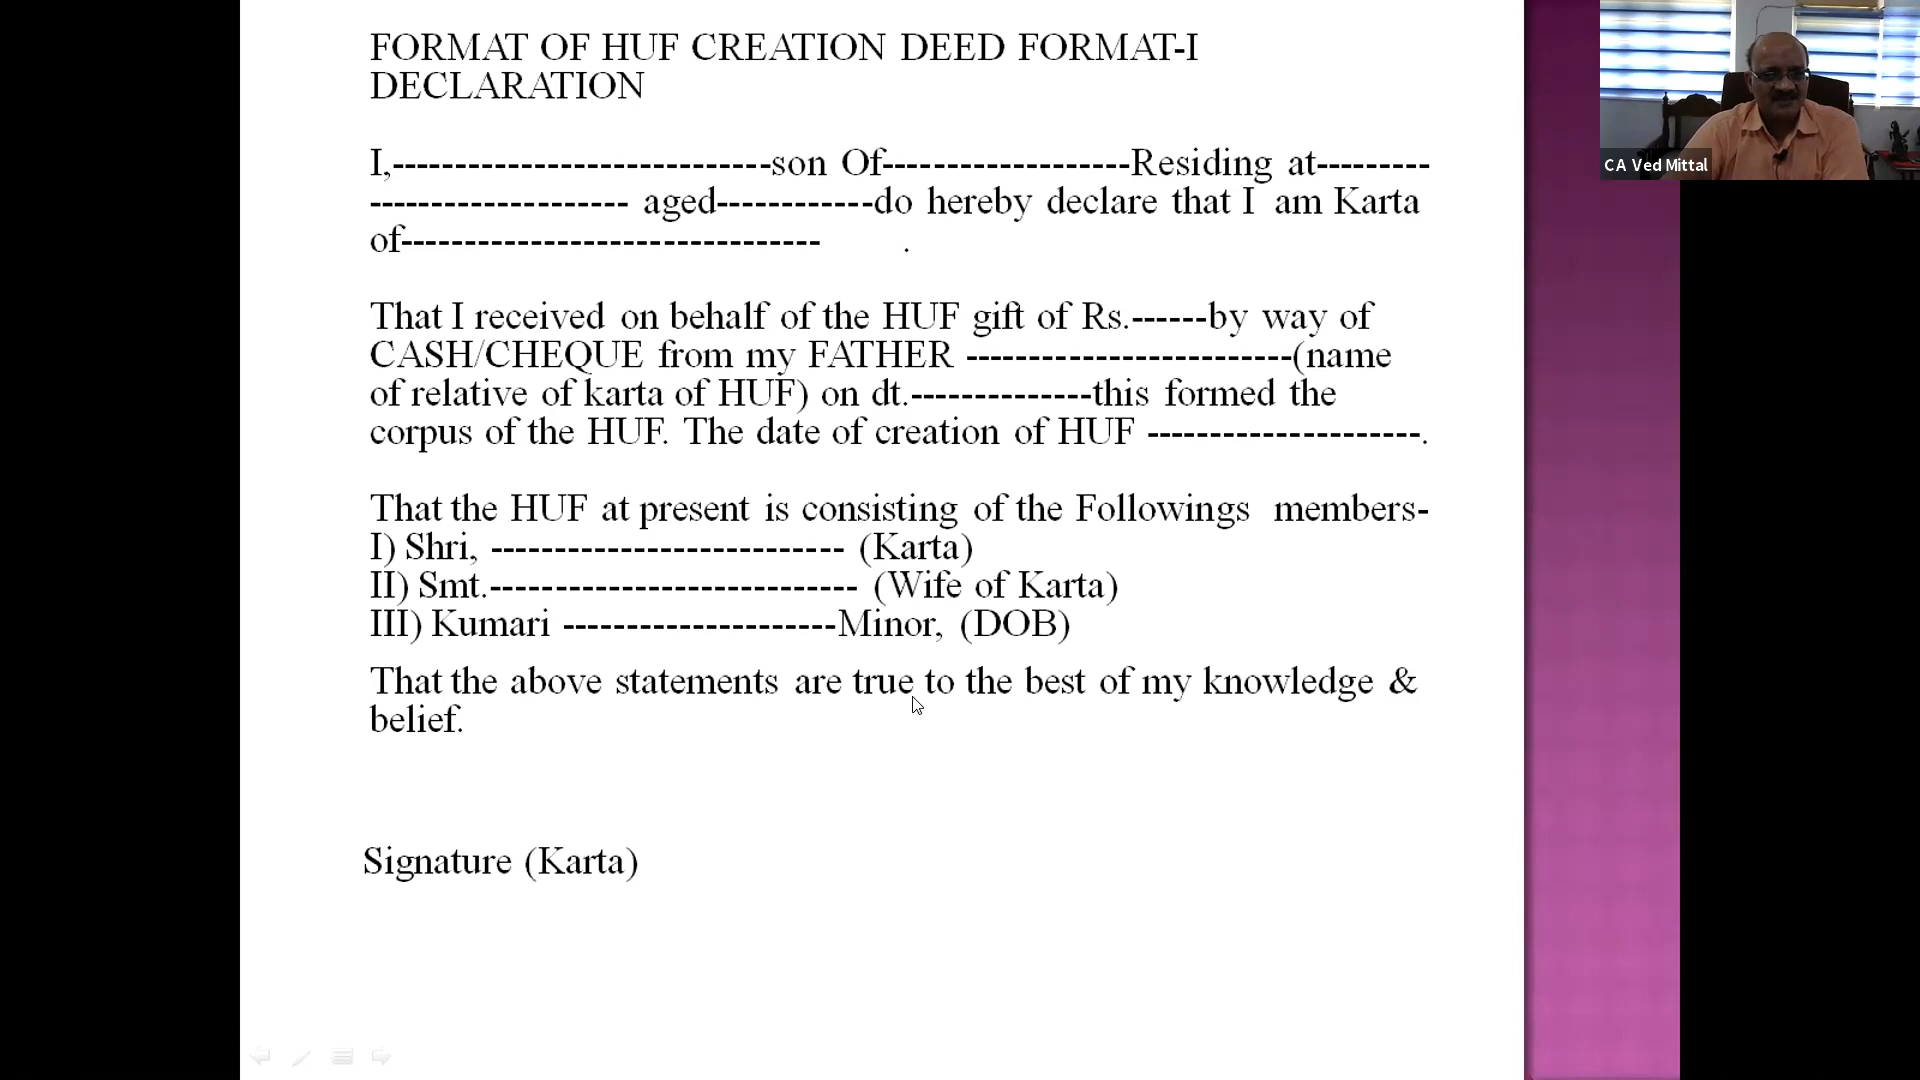 FORMAT OF HUF CREATION DEED FORMAT-I
DECLARATION
I,------------------------------son Of--------------------Residing at---------
--------------------- aged------------do hereby declare that I am Karta
of--------------------------------- .
That I received on behalf of the HUF gift of Rs.------by way of
CASH/CHEQUE from my FATHER --------------------------(name
of relative of karta of HUF) on dt.--------------this formed the
corpus of the HUF. The date of creation of HUF ----------------------.
That the HUF at present is consisting of the Followings members-
I) Shri, ---------------------------- (Karta)
II) Smt.----------------------------- (Wife of Karta)
III) Kumari ----------------------Minor, (DOB)
That the above statements are true to the best of my knowledge &
belief.
Signature (Karta)
CA Ved Mittal